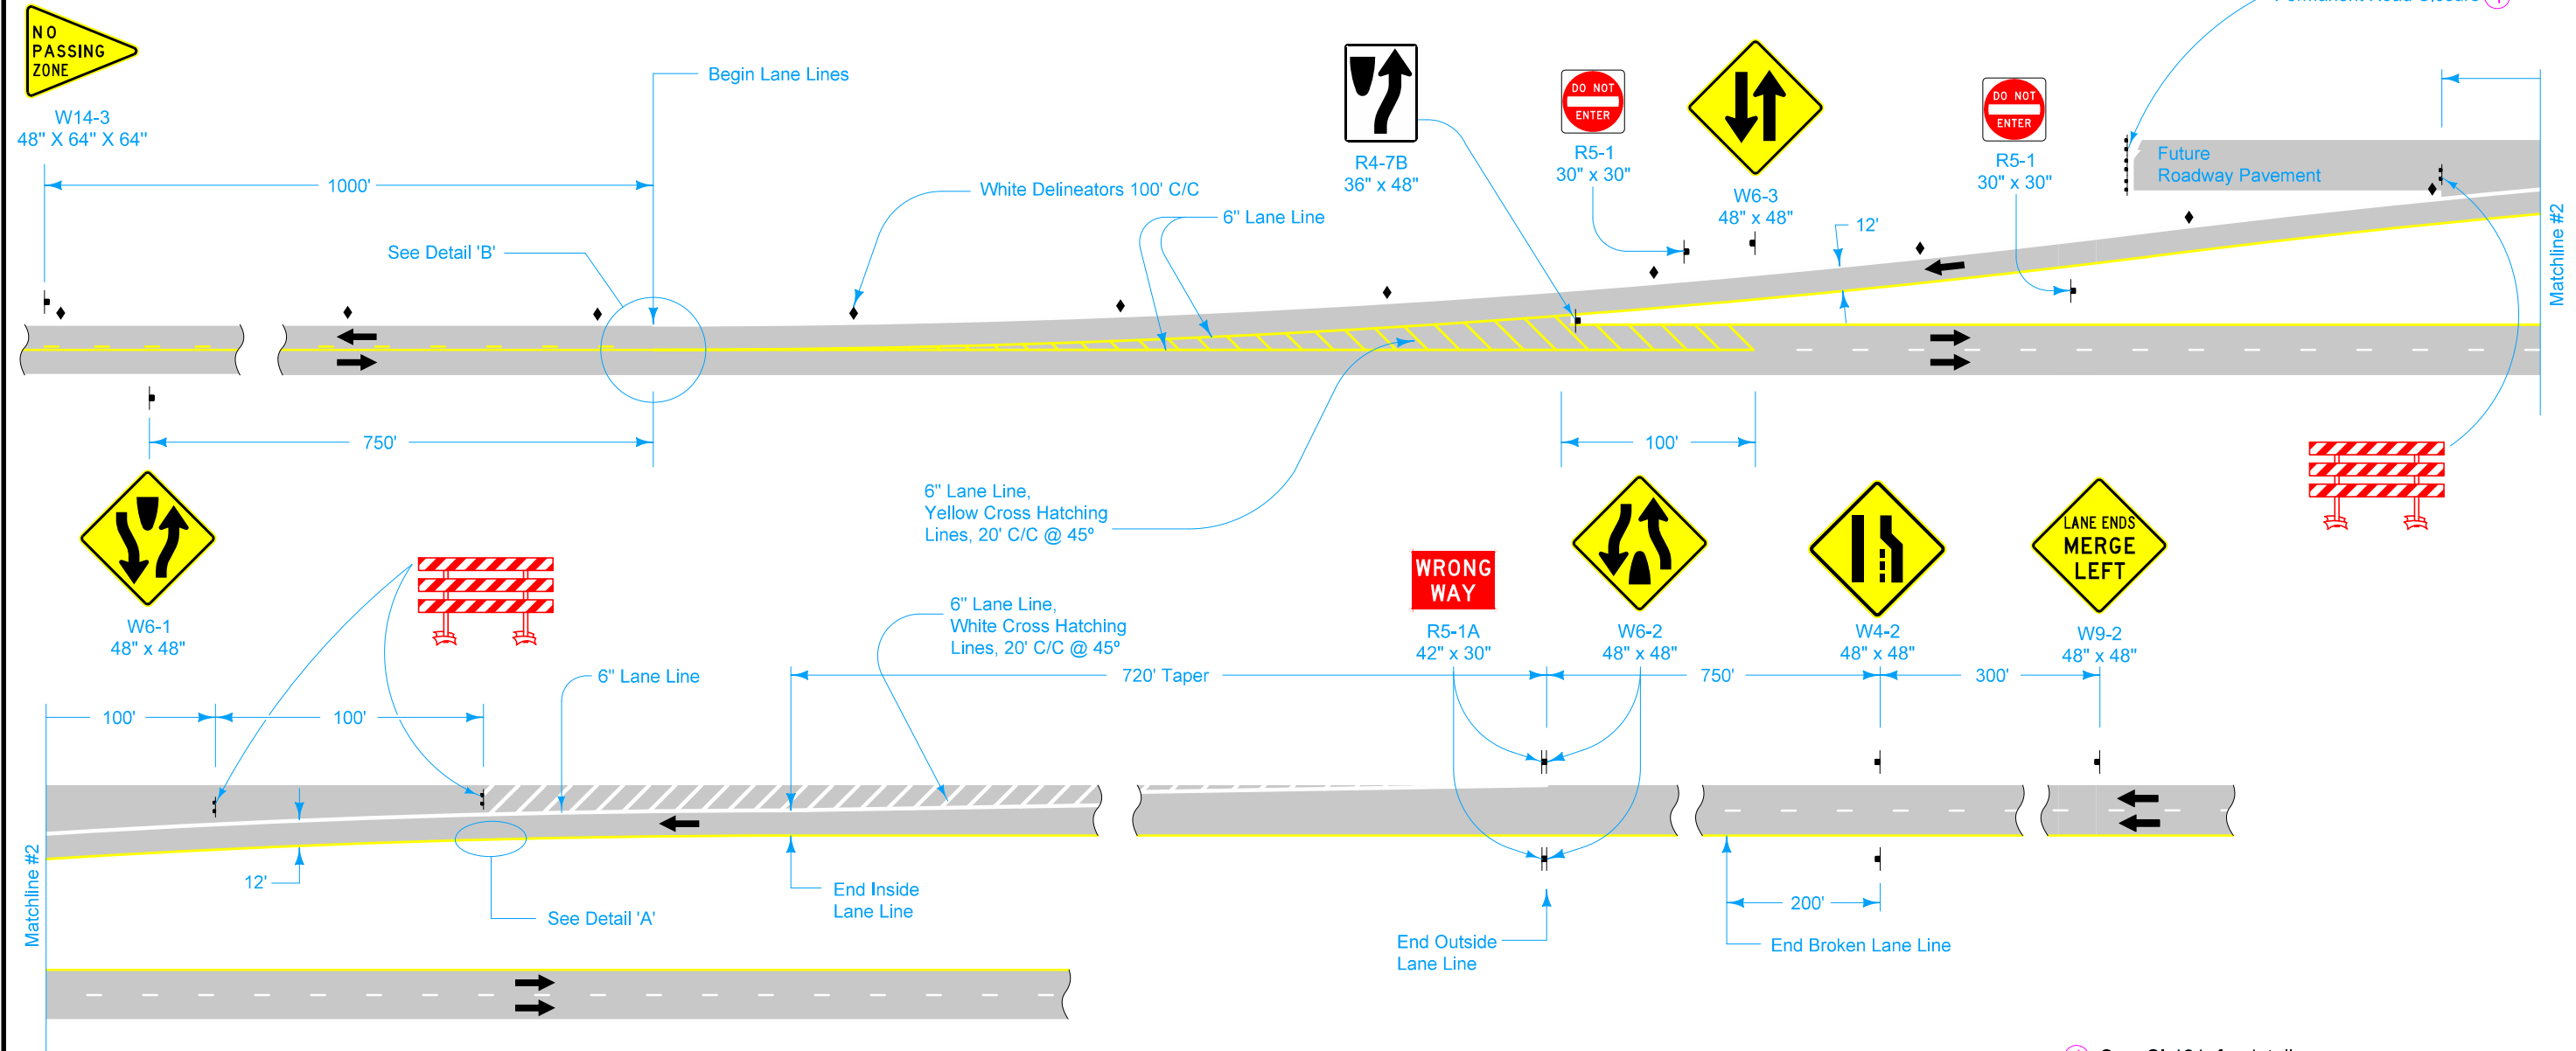 NO
PASSING
ZONE
W14-3
48" X 64" X 64"
1000'
Begin Lane Lines
See Detail 'B'
White Delineators 100' C/C
6" Lane Line
R4-7B
36" x 48"
DO NOT
ENTER
R5-1
30" x 30"
W6-3
48" x 48"
12'
DO NOT
ENTER
R5-1
30" x 30"
Future
Roadway Pavement
Matchline #2
750'
100'
6" Lane Line,
Yellow Cross Hatching
Lines, 20' C/C @ 45º
W6-1
48" x 48"
6" Lane Line,
White Cross Hatching
Lines, 20' C/C @ 45º
WRONG
WAY
R5-1A
42" x 30"
W6-2
48" x 48"
W4-2
48" x 48"
LANE ENDS
MERGE
LEFT
W9-2
48" x 48"
6" Lane Line
720' Taper
750'
300'
100'
100'
Matchline #2
12'
See Detail 'A'
End Inside
Lane Line
End Outside
Lane Line
200'
End Broken Lane Line